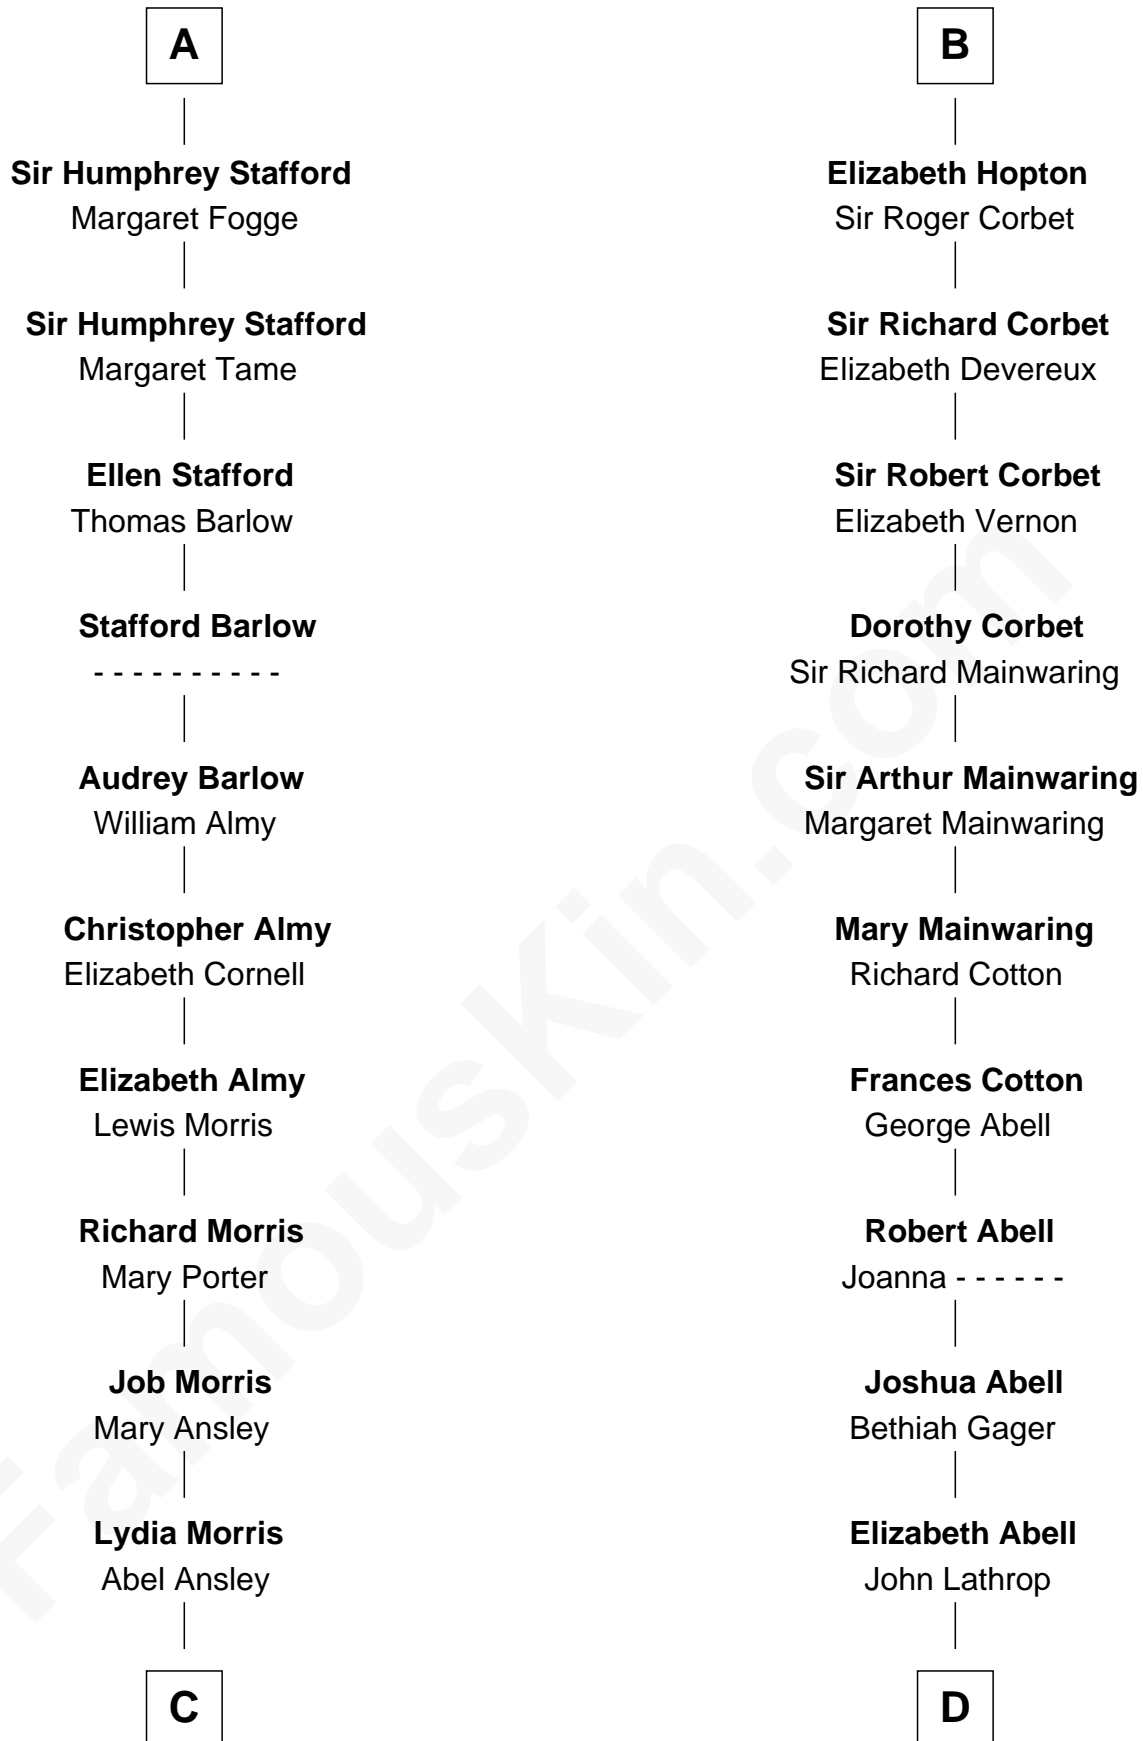 A
Sir Humphrey Stafford
Margaret Fogge
Sir Humphrey Stafford
Margaret Tame
Ellen Stafford
Thomas Barlow
Stafford Barlow
- - - - - - - - - -
Audrey Barlow
William Almy
Christopher Almy
Elizabeth Cornell
Elizabeth Almy
Lewis Morris
Richard Morris
Mary Porter
Job Morris
Mary Ansley
Lydia Morris
Abel Ansley
C
B
Elizabeth Hopton
Sir Roger Corbet
Sir Richard Corbet
Elizabeth Devereux
Sir Robert Corbet
Elizabeth Vernon
Dorothy Corbet
Sir Richard Mainwaring
Sir Arthur Mainwaring
Margaret Mainwaring
Mary Mainwaring
Richard Cotton
Frances Cotton
George Abell
Robert Abell
Joanna - - - - - -
Joshua Abell
Bethiah Gager
Elizabeth Abell
John Lathrop
D
FamousKin.com